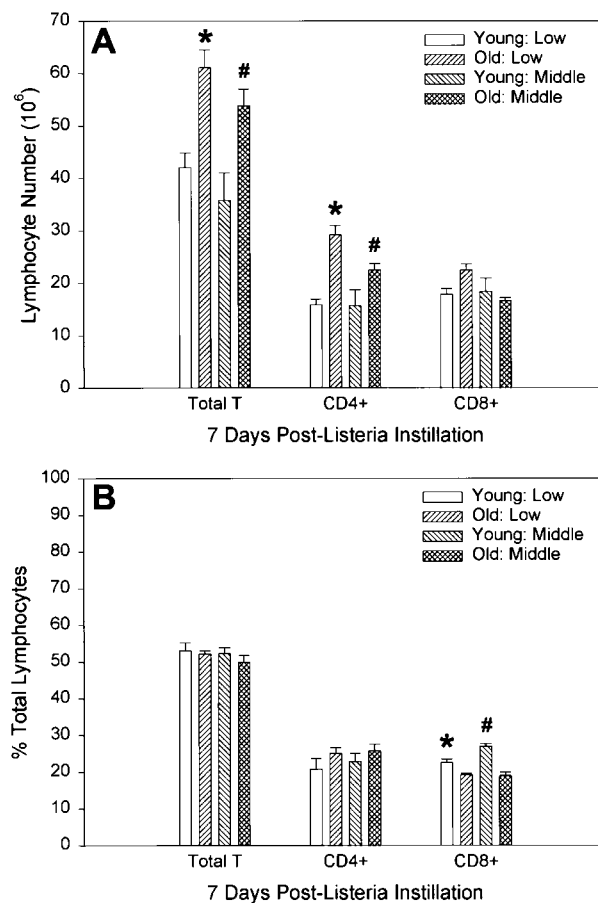 A
70
60
50
40
30
20
10
0
Lymphocyte Number (10⁶)
Young: Low
Old: Low
Young: Middle
Old: Middle
*
#
*
#
Total T
CD4+
CD8+
7 Days Post-Listeria Instillation
B
100
90
80
70
60
50
40
30
20
10
0
% Total Lymphocytes
Young: Low
Old: Low
Young: Middle
Old: Middle
*
#
Total T
CD4+
CD8+
7 Days Post-Listeria Instillation